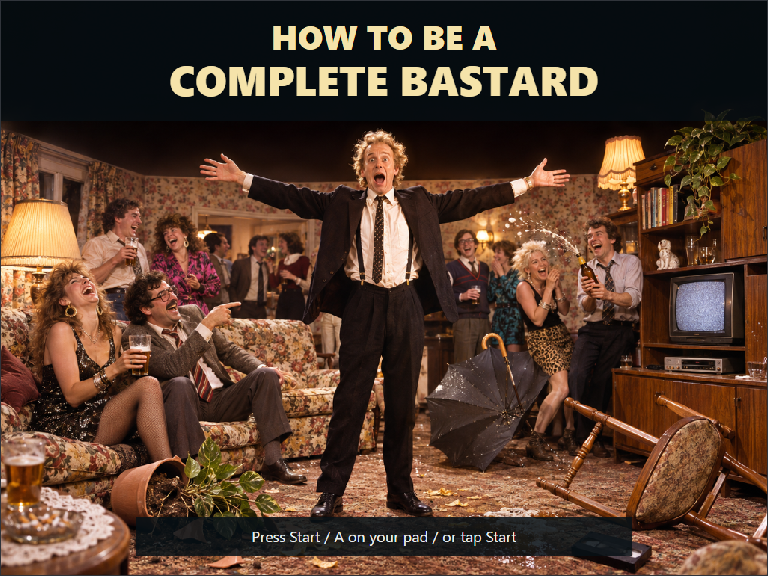 HOW TO BE A
COMPLETE BASTARD
Press Start / A on your pad / or tap Start